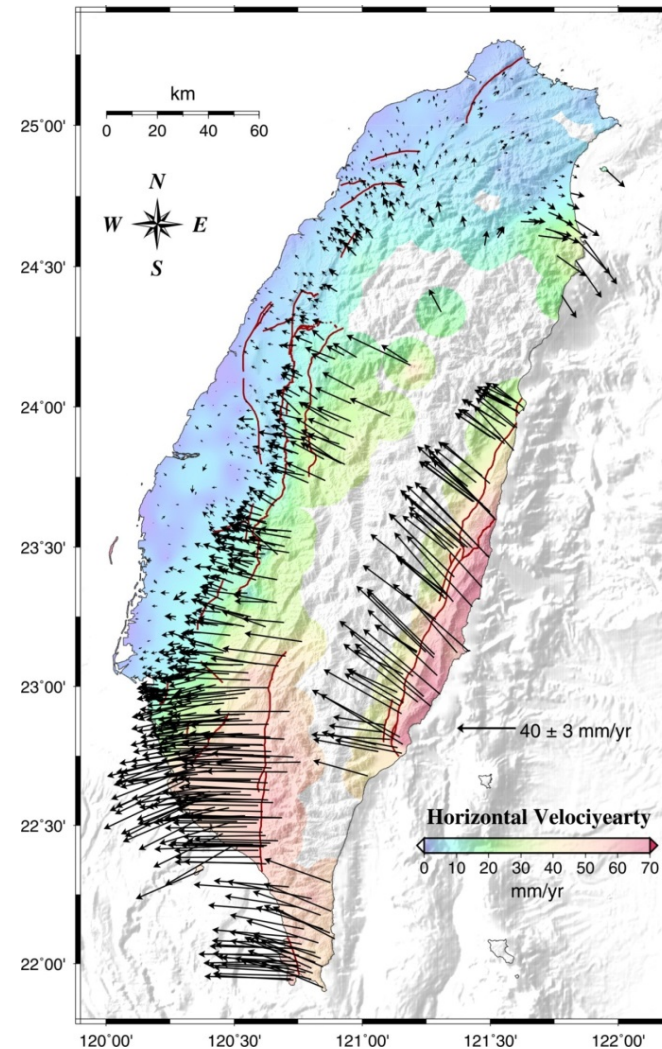 km
0 20 40 60
N
W E
S
25°00'
24°30'
24°00'
23°30'
23°00'
22°30'
22°00'
40 ± 3 mm/yr
Horizontal Velociyearty
0 10 20 30 40 50 60 70
mm/yr
120°00' 120°30' 121°00' 121°30' 122°00'